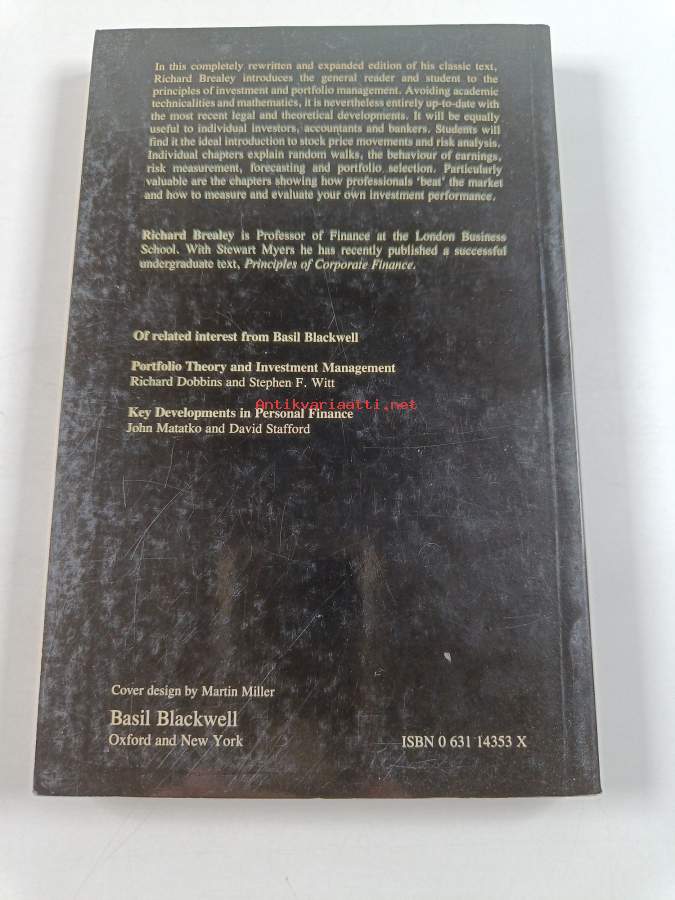 In this completely rewritten and expanded edition of his classic text,
Richard Brealey introduces the general reader and student to the
principles of investment and portfolio management. Avoiding academic
technicalities and mathematics, it is nevertheless entirely up-to-date with
the most recent legal and theoretical developments. It will be equally
useful to individual investors, accountants and bankers. Students will
find it the ideal introduction to stock price movements and risk analysis.
Individual chapters explain random walks, the behaviour of earnings,
risk measurement, forecasting and portfolio selection. Particularly
valuable are the chapters showing how professionals 'beat' the market
and how to measure and evaluate your own investment performance.
Richard Brealey is Professor of Finance at the London Business
School. With Stewart Myers he has recently published a successful
undergraduate text, Principles of Corporate Finance.
Of related interest from Basil Blackwell
Portfolio Theory and Investment Management
Richard Dobbins and Stephen F. Witt
Antikvariaatti.net
Key Developments in Personal Finance
John Matatko and David Stafford
Cover design by Martin Miller
Basil Blackwell
Oxford and New York
ISBN 0 631 14353 X